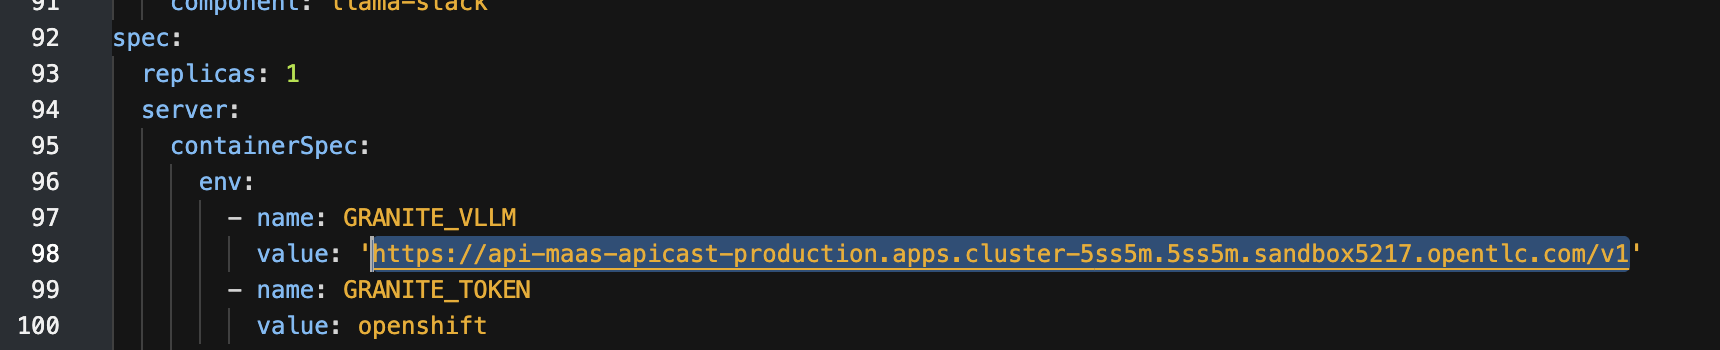 91 component: llama-stack
92 spec:
93 replicas: 1
94 server:
95 containerSpec:
96 env:
97 - name: GRANITE_VLLM
98 value: 'https://api-maas-apicast-production.apps.cluster-5ss5m.5ss5m.sandbox5217.opentlc.com/v1'
99 - name: GRANITE_TOKEN
100 value: openshift